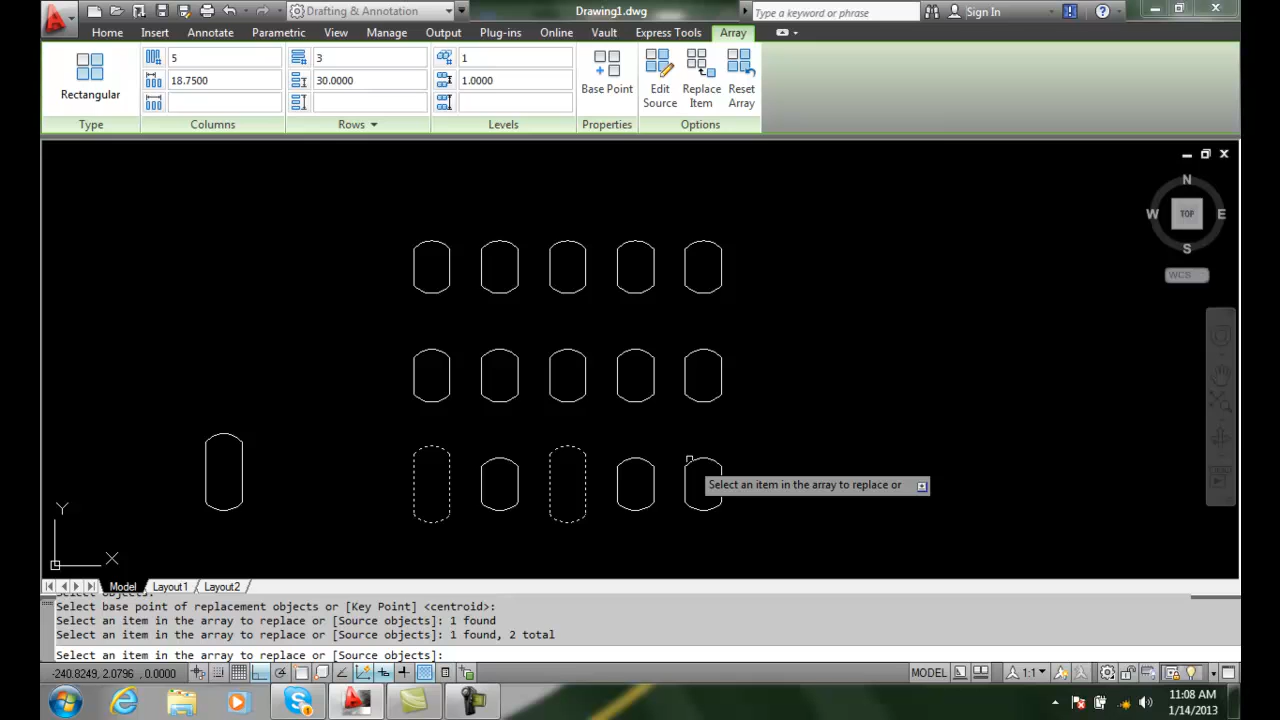 Drafting & Annotation
Drawing1.dwg
Type a keyword or phrase
Sign In
Home Insert Annotate Parametric View Manage Output Plug-ins Online Vault Express Tools Array
Rectangular
Type
5
18.7500
Columns
3
30.0000
Rows
1
1.0000
Levels
Base Point
Properties
Edit Source
Replace Item
Reset Array
Options
N
W TOP E
S
WCS
Select an item in the array to replace or
Y
X
Model Layout1 Layout2
Select objects:
Select base point of replacement objects or [Key Point] <centroid>:
Select an item in the array to replace or [Source objects]: 1 found
Select an item in the array to replace or [Source objects]: 1 found, 2 total
Select an item in the array to replace or [Source objects]:
-240.8249, 2.0796, 0.0000
MODEL
1:1
11:08 AM
1/14/2013